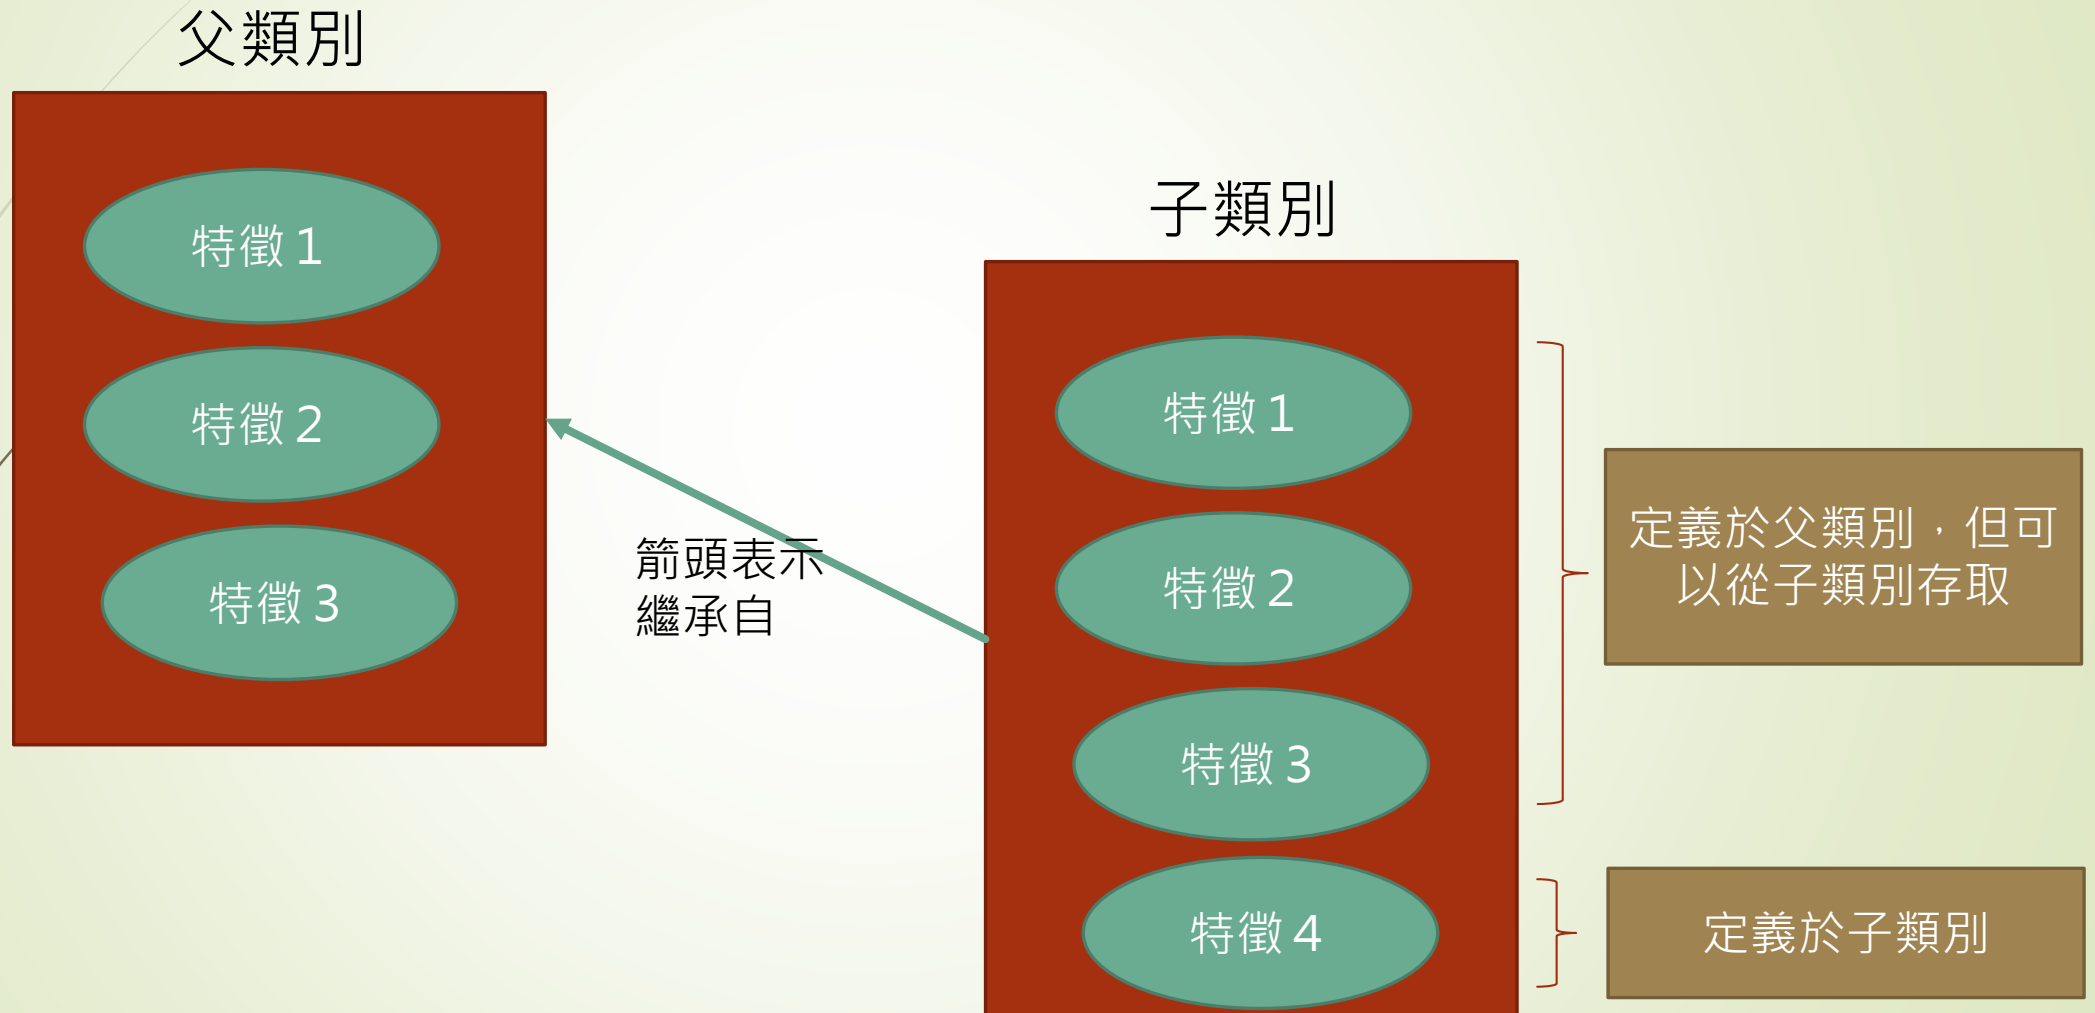 父類別
特徵1
特徵2
特徵3
箭頭表示
繼承自
子類別
特徵1
特徵2
特徵3
特徵4
定義於父類別，但可
以從子類別存取
定義於子類別